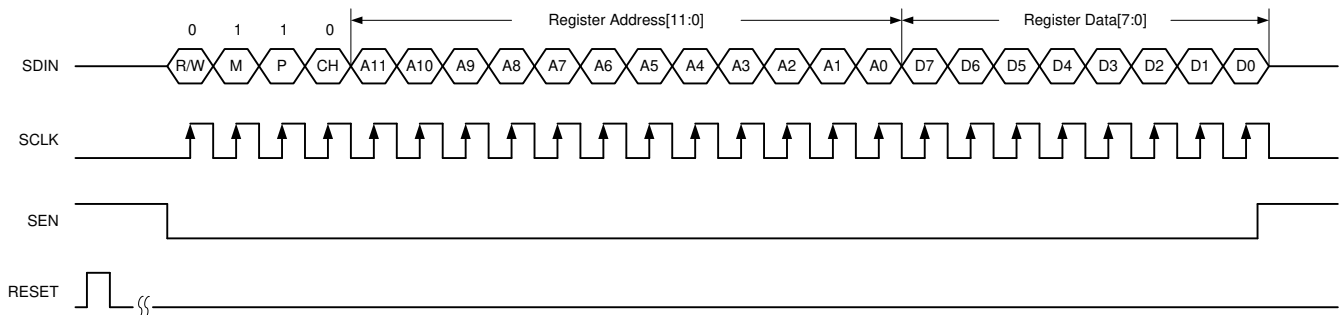 0 1 1 0 Register Address[11:0] Register Data[7:0]
SDIN R/W M P CH A11 A10 A9 A8 A7 A6 A5 A4 A3 A2 A1 A0 D7 D6 D5 D4 D3 D2 D1 D0
SCLK
SEN
RESET